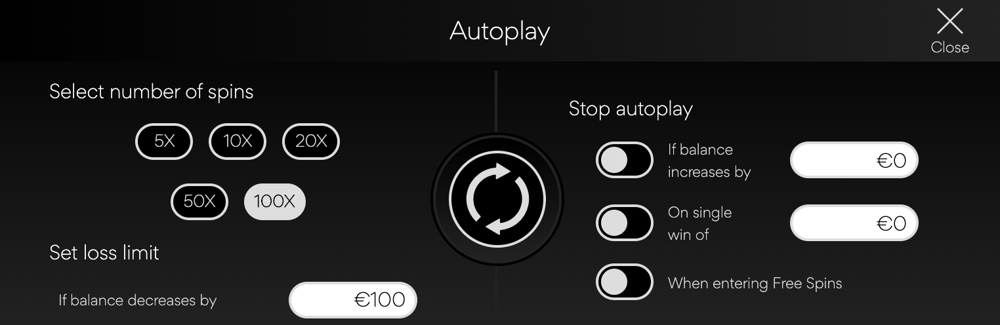 Autoplay
Close
Select number of spins
5X 10X 20X
50X 100X
Set loss limit
If balance decreases by €100
Stop autoplay
If balance
increases by
€0
On single
win of
€0
When entering Free Spins